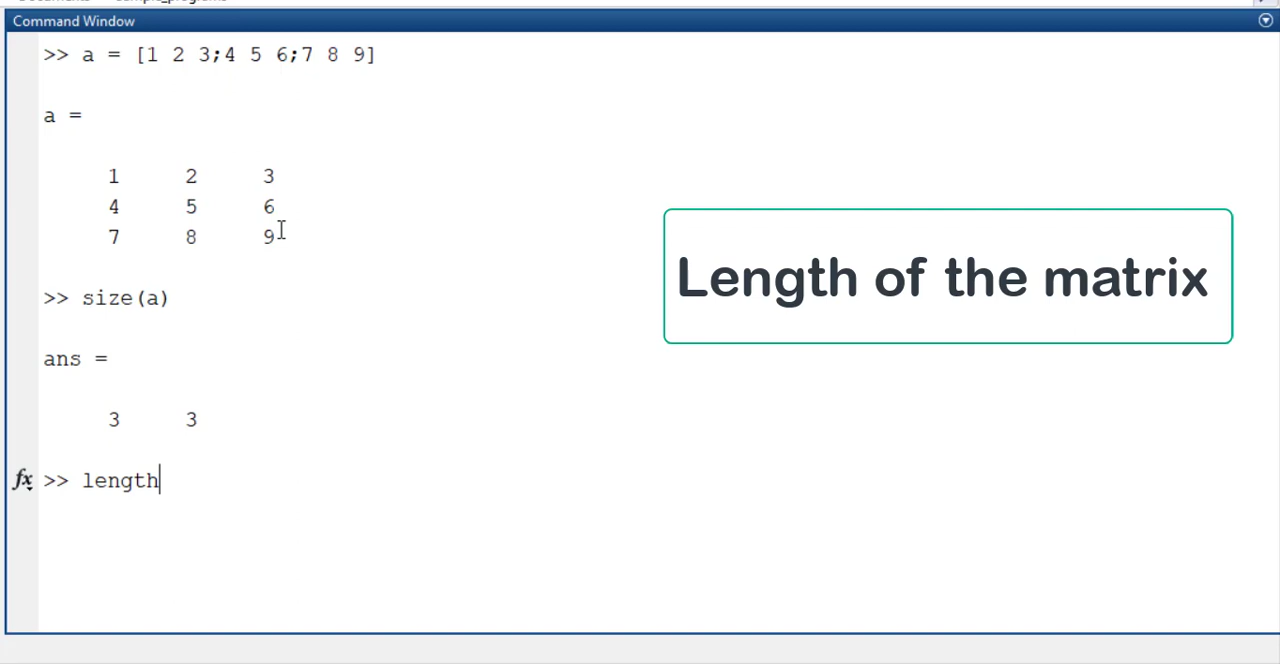 Command Window
>> a = [1 2 3;4 5 6;7 8 9]
a =
1 2 3
4 5 6
7 8 9
Length of the matrix
>> size(a)
ans =
3 3
fx >> length